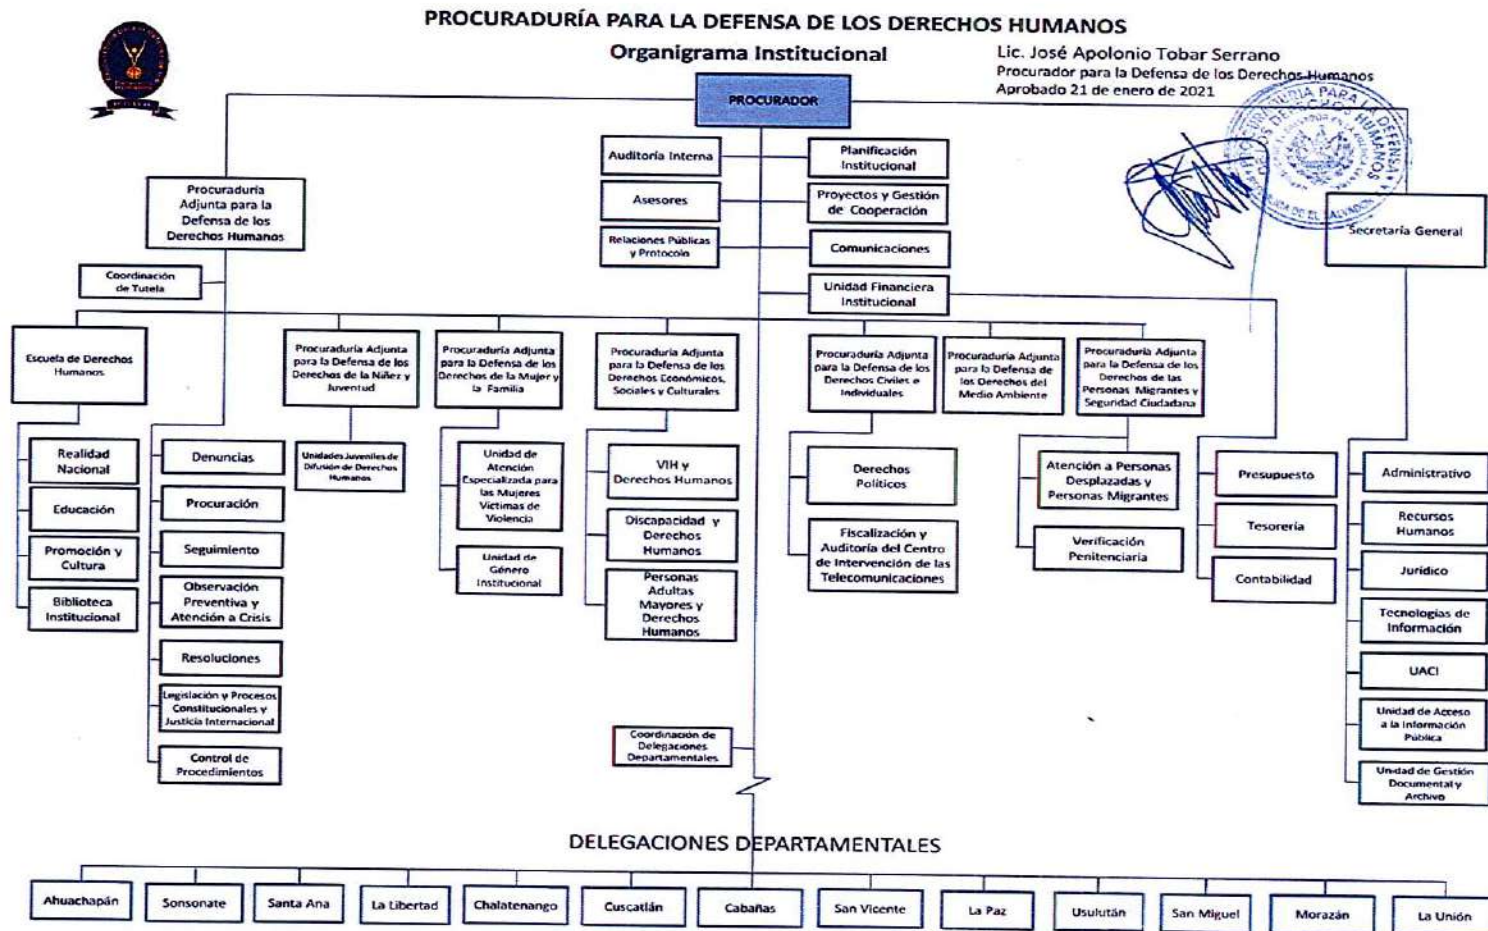 PROCURADURÍA PARA LA DEFENSA DE LOS DERECHOS HUMANOS
Organigrama Institucional
Lic. José Apolonio Tobar Serrano
Procurador para la Defensa de los Derechos Humanos
Aprobado 21 de enero de 2021
PROCURADOR
Auditoría Interna
Planificación
Institucional
Asesores
Proyectos y Gestión
de Cooperación
Relaciones Públicas
y Protocolo
Comunicaciones
Unidad Financiera
Institucional
Procuraduría
Adjunta para la
Defensa de los
Derechos Humanos
Secretaría General
Coordinación
de Tutela
Escuela de Derechos
Humanos.
Procuraduría Adjunta
para la Defensa de los
Derechos de la Niñez y
Juventud
Procuraduría Adjunta
para la Defensa de los
Derechos de la Mujer y
la Familia
Procuraduría Adjunta
para la Defensa de los
Derechos Económicos,
Sociales y Culturales
Procuraduría Adjunta
para la Defensa de los
Derechos Civiles e
Individuales
Procuraduría Adjunta
para la Defensa de
los Derechos del
Medio Ambiente
Procuraduría Adjunta
para la Defensa de
los Derechos de las
Personas Migrantes y
Seguridad Ciudadana
Realidad
Nacional
Educación
Promoción y
Cultura
Biblioteca
Institucional
Denuncias
Procuración
Seguimiento
Observación
Preventiva y
Atención a Crisis
Resoluciones
Legislación y Procesos
Constitucionales y
Justicia Internacional
Control de
Procedimientos
Unidades Juveniles de
Difusión de Derechos
Humanos
Unidad de
Atención
Especializada para
las Mujeres
Víctimas de
Violencia
Unidad de
Género
Institucional
VIH y
Derechos Humanos
Discapacidad y
Derechos
Humanos
Personas
Adultas
Mayores y
Derechos
Humanos
Derechos
Políticos
Fiscalización y
Auditoría del Centro
de Intervención de las
Telecomunicaciones
Atención a Personas
Desplazadas y
Personas Migrantes
Verificación
Penitenciaria
Presupuesto
Tesorería
Contabilidad
Administrativo
Recursos
Humanos
Jurídico
Tecnologías de
Información
UACI
Unidad de Acceso
a la Información
Pública
Unidad de Gestión
Documental y
Archivo
Coordinación de
Delegaciones
Departamentales
DELEGACIONES DEPARTAMENTALES
Ahuachapán
Sonsonate
Santa Ana
La Libertad
Chalatenango
Cuscatlán
Cabañas
San Vicente
La Paz
Usulután
San Miguel
Morazán
La Unión